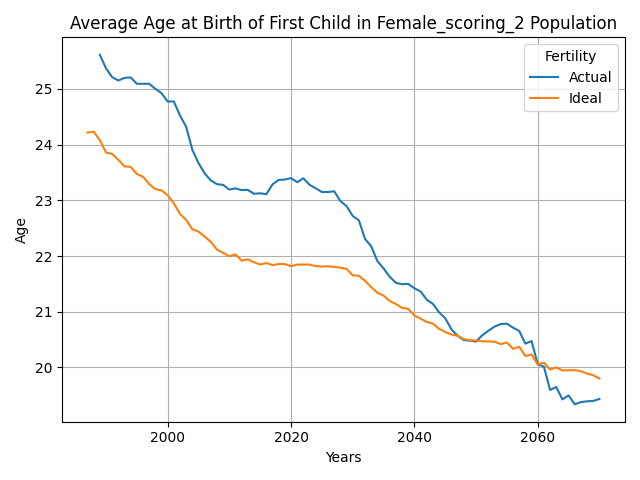 Average Age at Birth of First Child in Female_scoring_2 Population
Fertility
Actual
Ideal
25
24
23
22
21
20
Age
2000
2020
2040
2060
Years